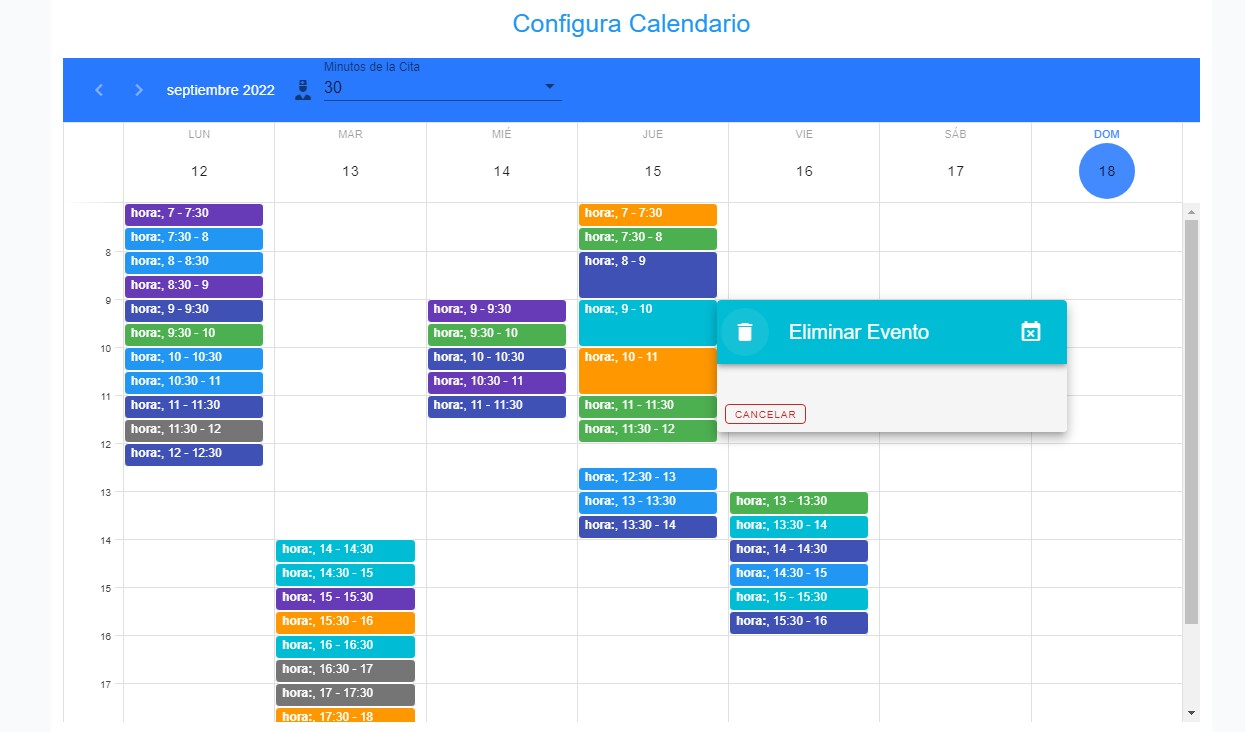 Configura Calendario
Minutos de la Cita
septiembre 2022
30
LUN MAR MIÉ JUE VIE SÁB DOM
12 13 14 15 16 17 18
hora:, 7 - 7:30
hora:, 7:30 - 8
hora:, 8 - 8:30
hora:, 8:30 - 9
hora:, 9 - 9:30
hora:, 9:30 - 10
hora:, 10 - 10:30
hora:, 10:30 - 11
hora:, 11 - 11:30
hora:, 11:30 - 12
hora:, 12 - 12:30
hora:, 14 - 14:30
hora:, 14:30 - 15
hora:, 15 - 15:30
hora:, 15:30 - 16
hora:, 16 - 16:30
hora:, 16:30 - 17
hora:, 17 - 17:30
hora:, 17:30 - 18
hora:, 9 - 9:30
hora:, 9:30 - 10
hora:, 10 - 10:30
hora:, 10:30 - 11
hora:, 11 - 11:30
hora:, 7 - 7:30
hora:, 7:30 - 8
hora:, 8 - 9
hora:, 9 - 10
hora:, 10 - 11
hora:, 11 - 11:30
hora:, 11:30 - 12
hora:, 12:30 - 13
hora:, 13 - 13:30
hora:, 13:30 - 14
hora:, 13 - 13:30
hora:, 13:30 - 14
hora:, 14 - 14:30
hora:, 14:30 - 15
hora:, 15 - 15:30
hora:, 15:30 - 16
8
9
10
11
12
13
14
15
16
17
Eliminar Evento
CANCELAR